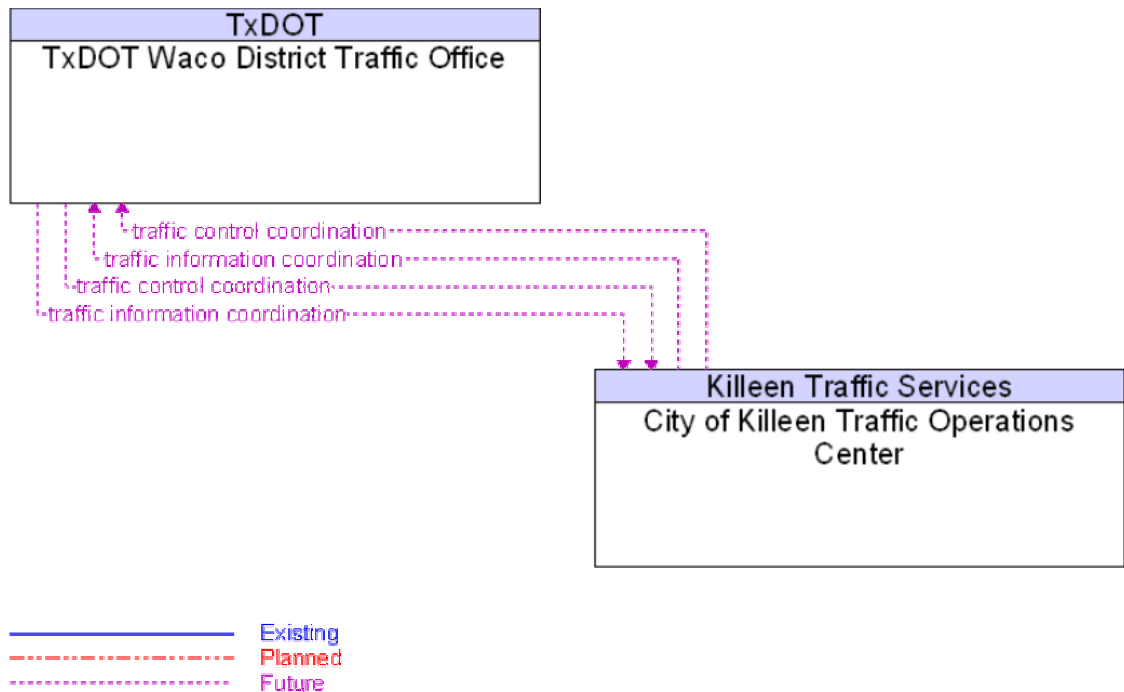 TxDOT
TxDOT Waco District Traffic Office
traffic control coordination
traffic information coordination
traffic control coordination
traffic information coordination
Killeen Traffic Services
City of Killeen Traffic Operations
Center
Existing
Planned
Future